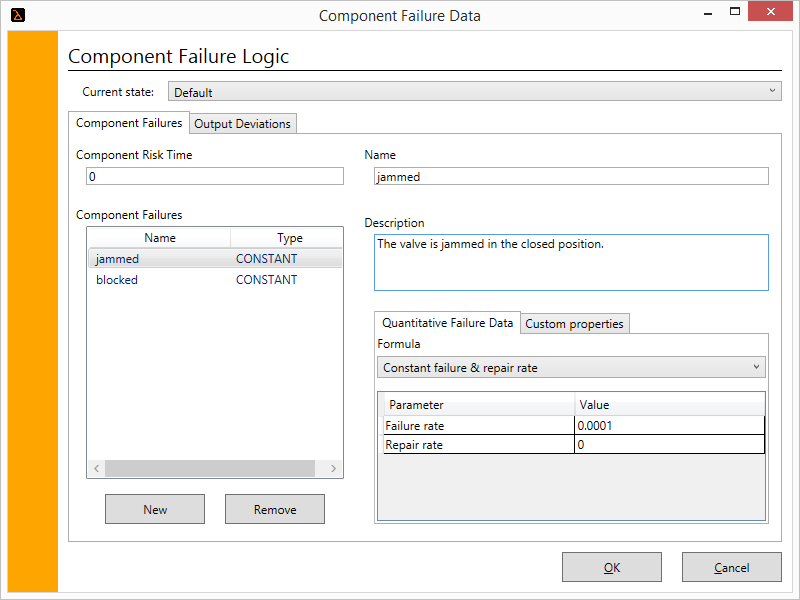 Component Failure Data
Component Failure Logic
Current state: Default
Component Failures Output Deviations
Component Risk Time
0
Name
jammed
Component Failures
Name Type
jammed CONSTANT
blocked CONSTANT
New Remove
Description
The valve is jammed in the closed position.
Quantitative Failure Data Custom properties
Formula
Constant failure & repair rate
Parameter Value
Failure rate 0.0001
Repair rate 0
OK Cancel